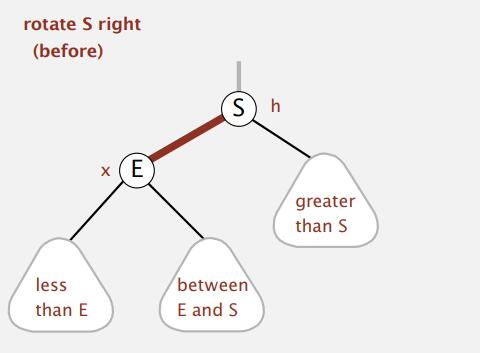 rotate S right
(before)
S
h
x
E
greater
than S
less
than E
between
E and S